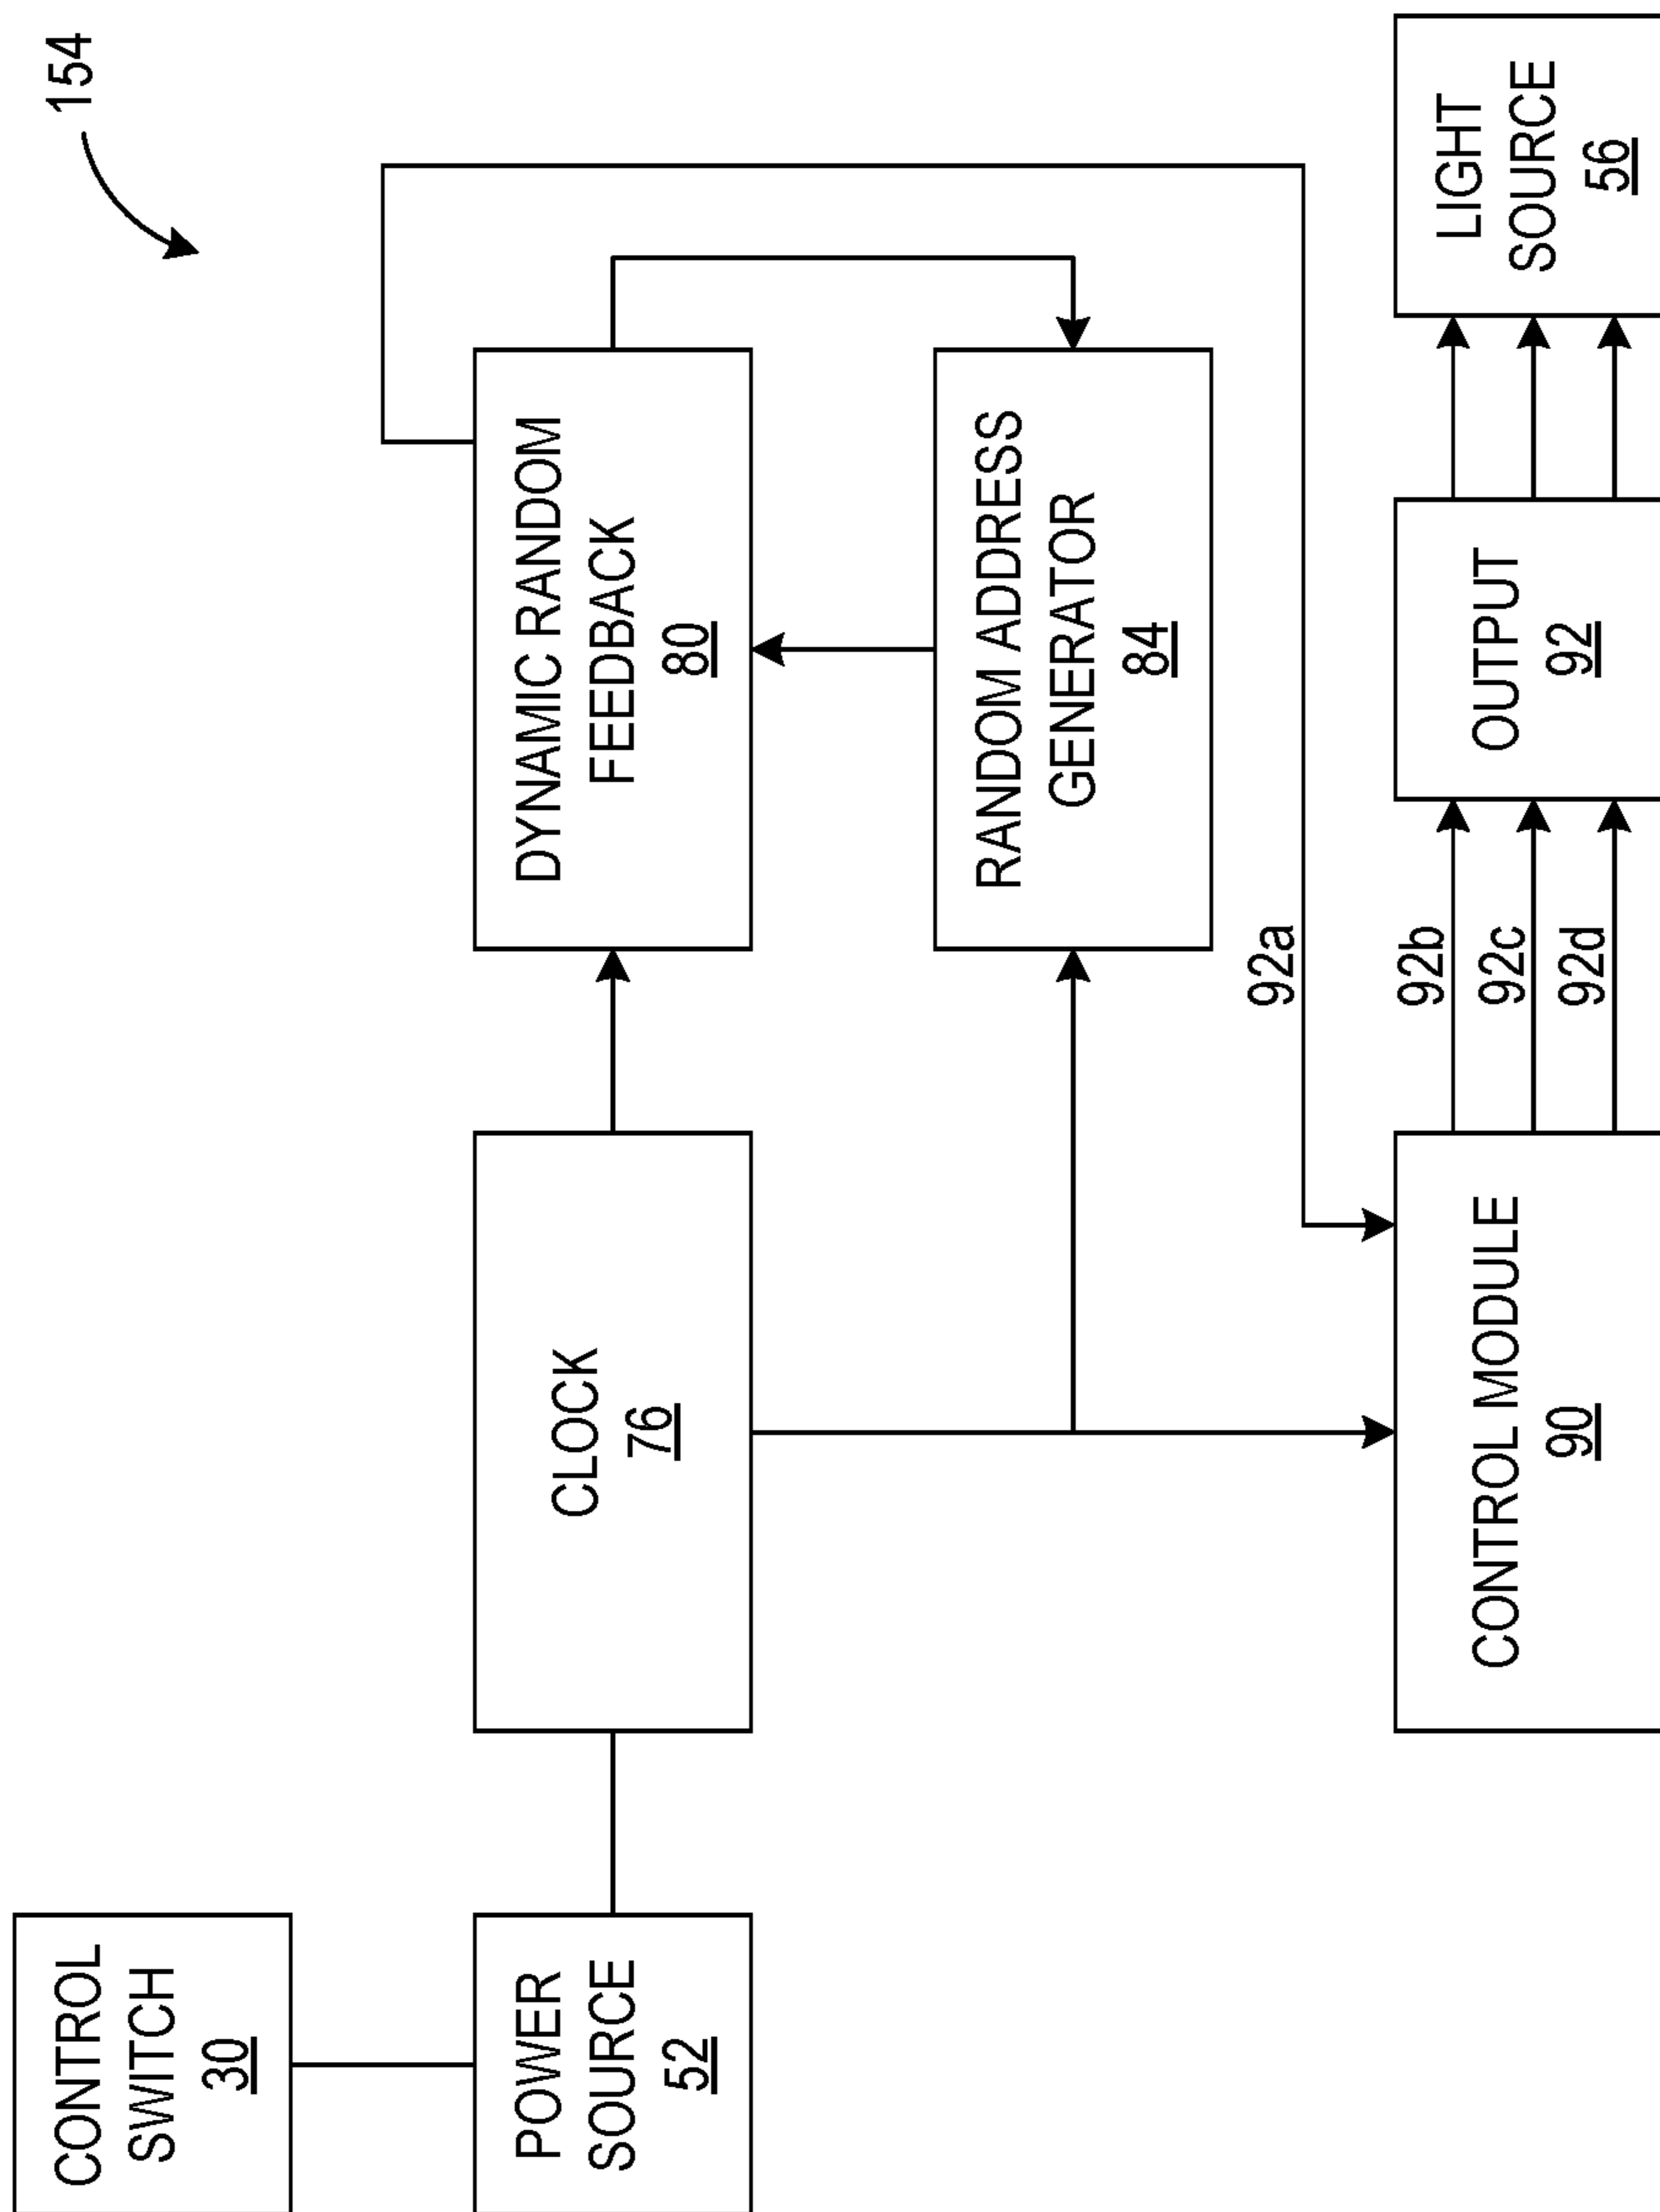 154
CONTROL
SWITCH
30
POWER
SOURCE
52
CLOCK
76
DYNAMIC RANDOM
FEEDBACK
80
RANDOM ADDRESS
GENERATOR
84
92a
CONTROL MODULE
90
92b
92c
92d
OUTPUT
92
LIGHT
SOURCE
56